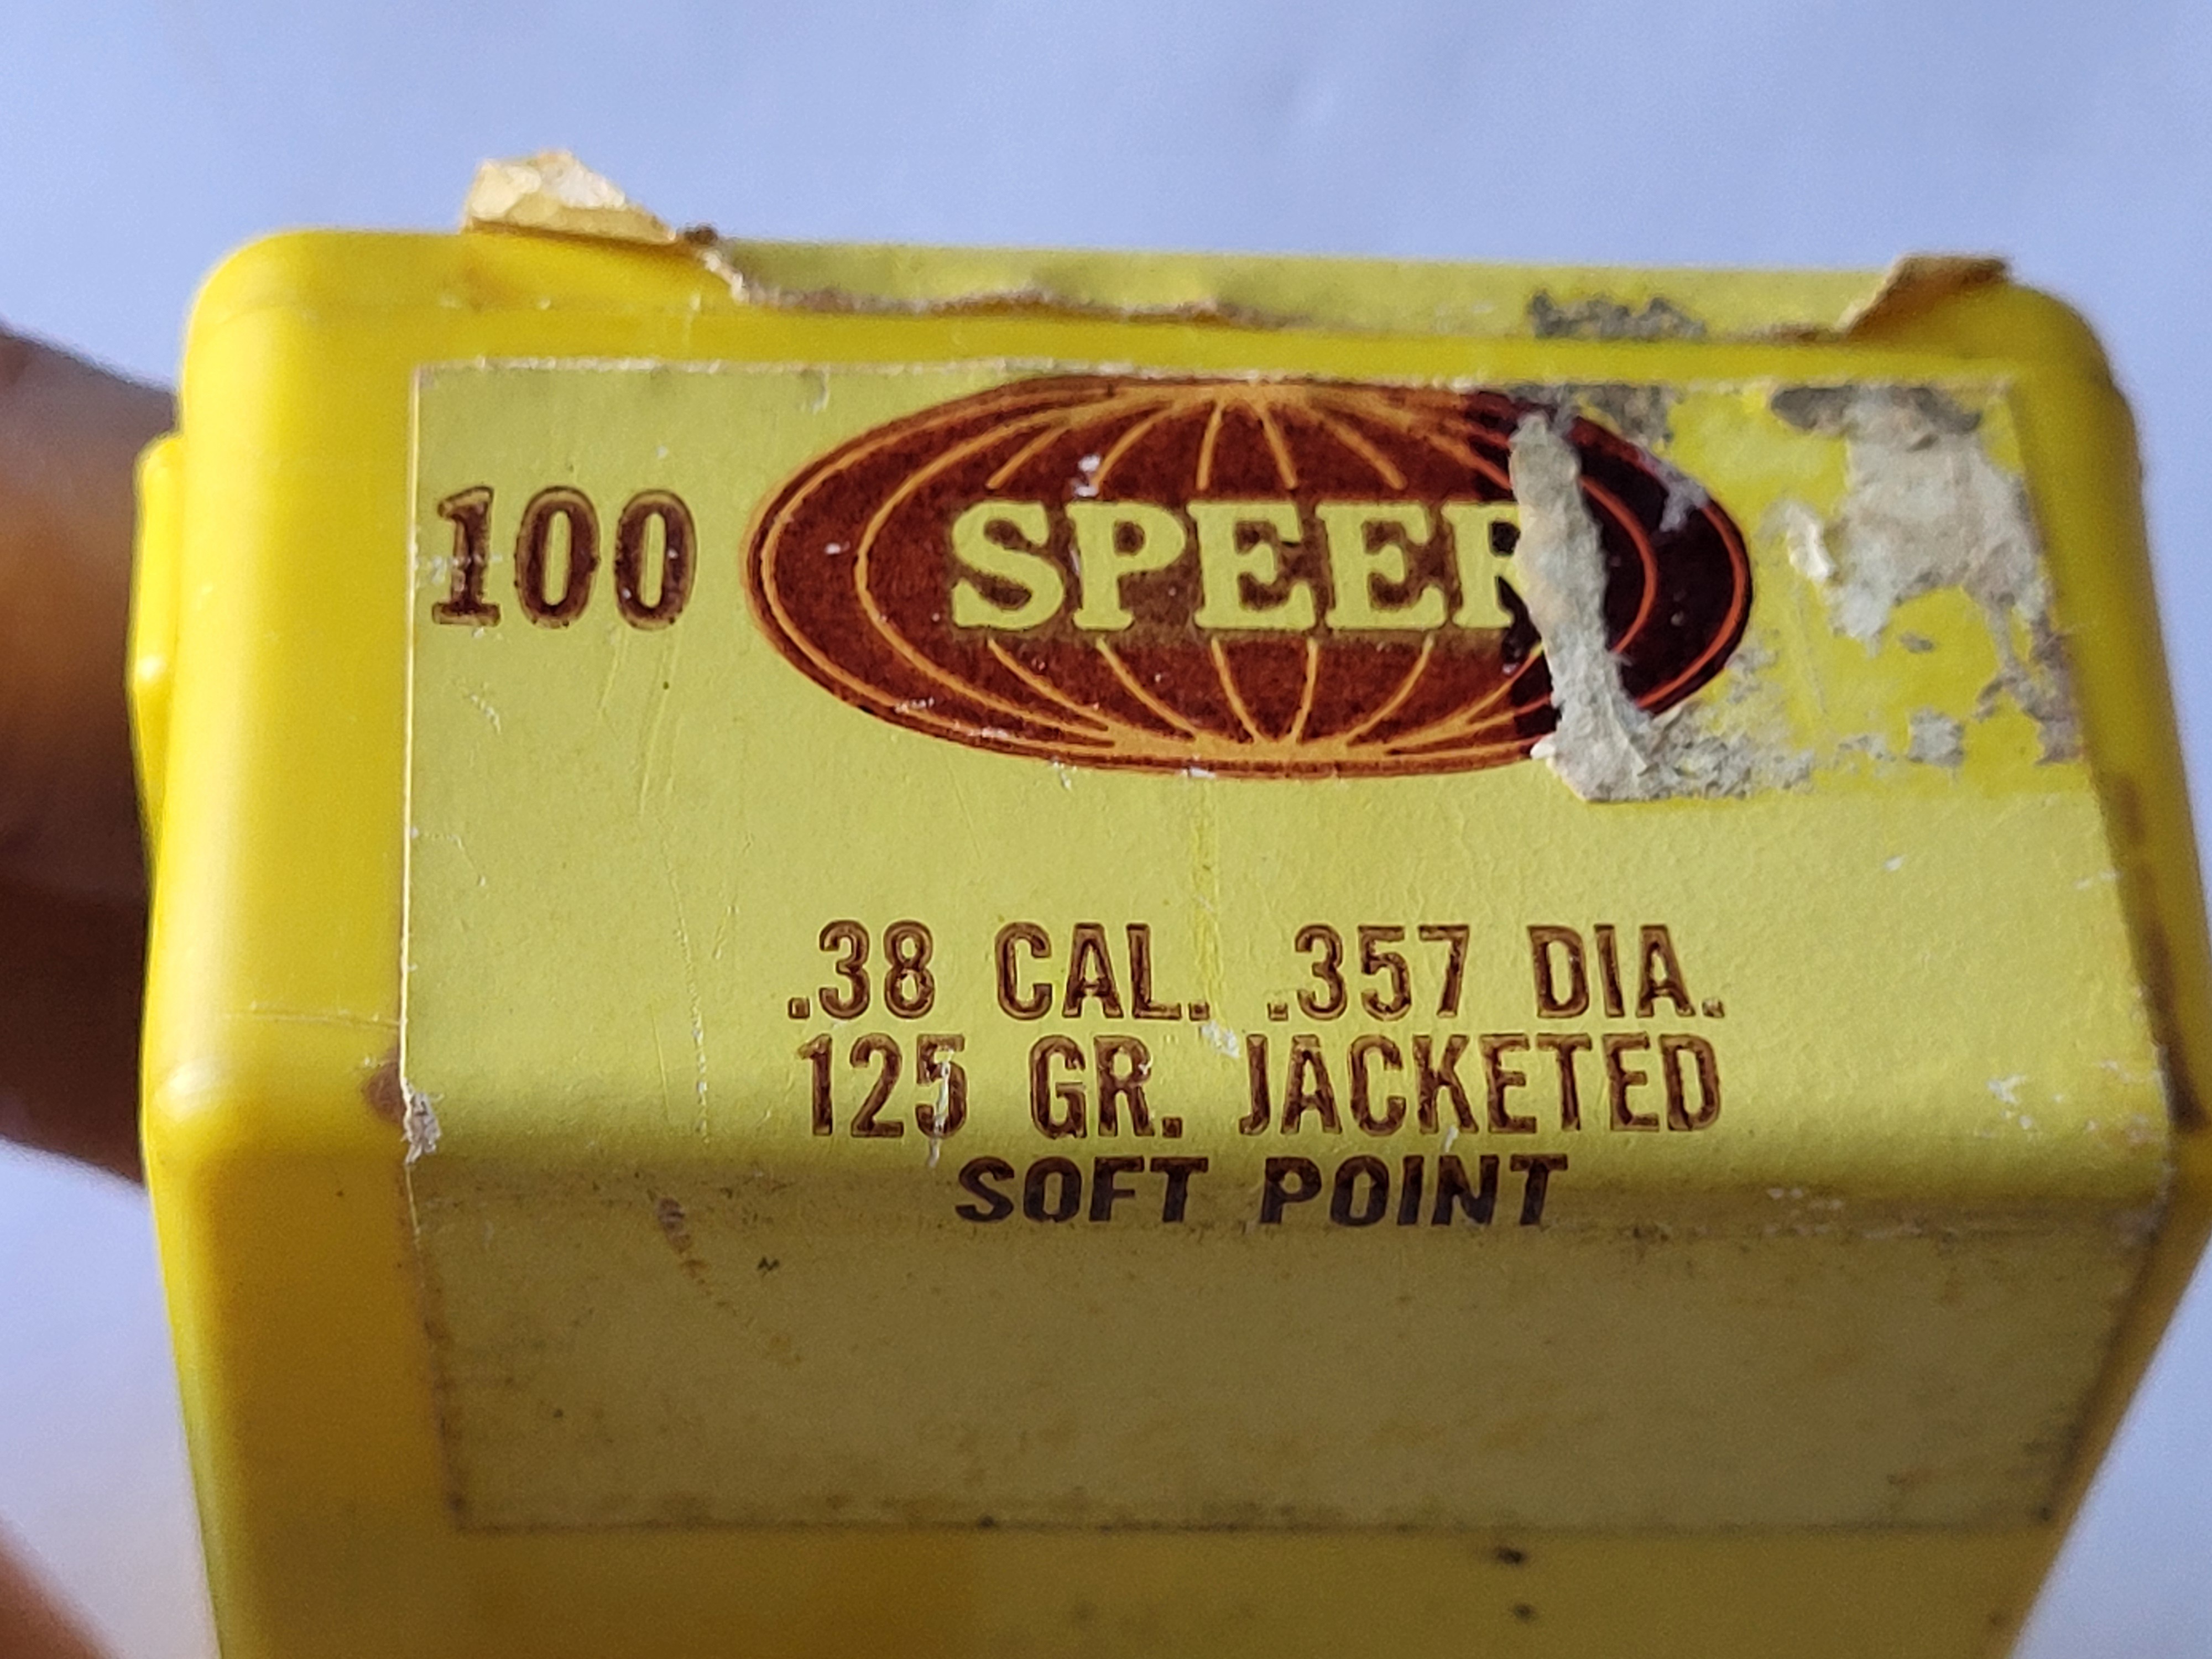 100 SPEER
.38 CAL. .357 DIA.
125 GR. JACKETED
SOFT POINT